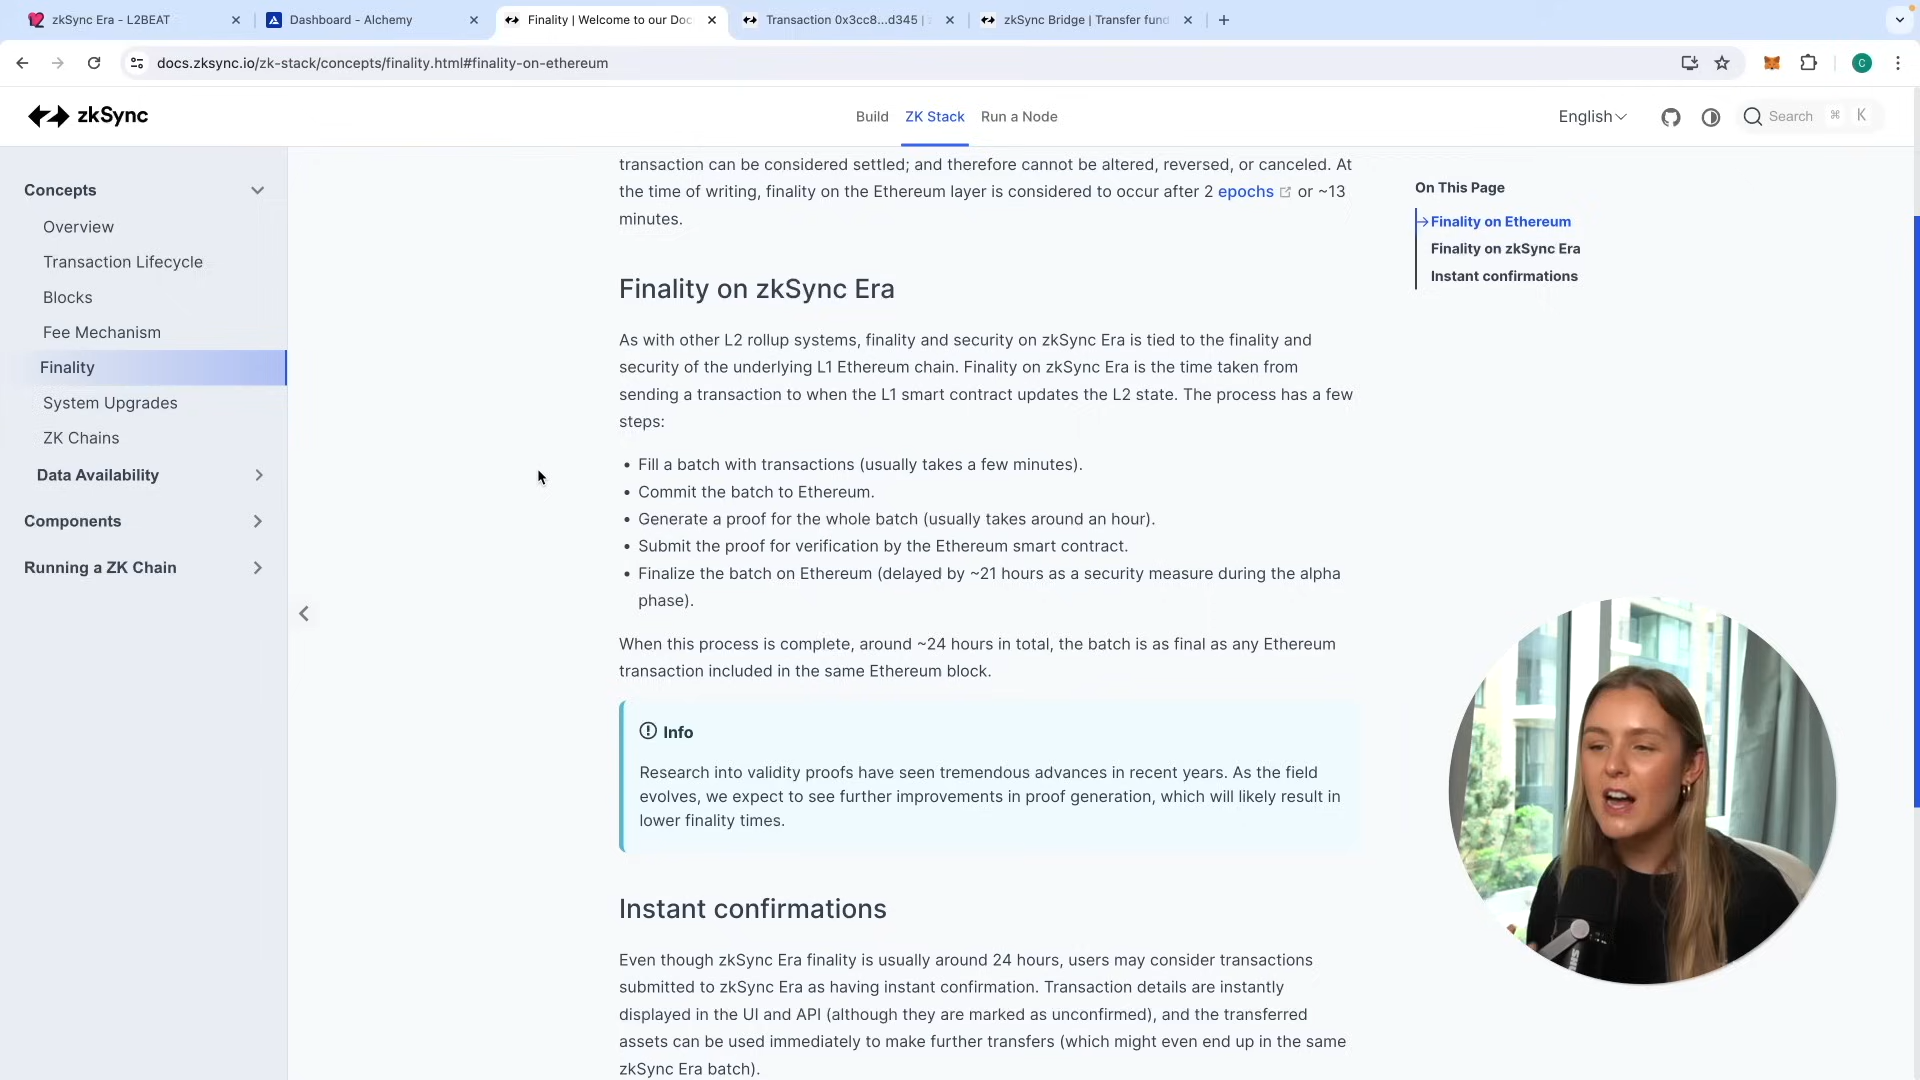 zkSync Era - L2BEAT
Dashboard - Alchemy
Finality | Welcome to our Doc
Transaction 0x3cc8...d345 |
zkSync Bridge | Transfer fund
docs.zksync.io/zk-stack/concepts/finality.html#finality-on-ethereum
C
zkSync
Build
ZK Stack
Run a Node
English
Search
⌘ K
Concepts
Overview
Transaction Lifecycle
Blocks
Fee Mechanism
Finality
System Upgrades
ZK Chains
Data Availability
Components
Running a ZK Chain
transaction can be considered settled; and therefore cannot be altered, reversed, or canceled. At
the time of writing, finality on the Ethereum layer is considered to occur after 2 epochs or ~13
minutes.
Finality on zkSync Era
As with other L2 rollup systems, finality and security on zkSync Era is tied to the finality and
security of the underlying L1 Ethereum chain. Finality on zkSync Era is the time taken from
sending a transaction to when the L1 smart contract updates the L2 state. The process has a few
steps:
• Fill a batch with transactions (usually takes a few minutes).
• Commit the batch to Ethereum.
• Generate a proof for the whole batch (usually takes around an hour).
• Submit the proof for verification by the Ethereum smart contract.
• Finalize the batch on Ethereum (delayed by ~21 hours as a security measure during the alpha
phase).
When this process is complete, around ~24 hours in total, the batch is as final as any Ethereum
transaction included in the same Ethereum block.
Info
Research into validity proofs have seen tremendous advances in recent years. As the field
evolves, we expect to see further improvements in proof generation, which will likely result in
lower finality times.
Instant confirmations
Even though zkSync Era finality is usually around 24 hours, users may consider transactions
submitted to zkSync Era as having instant confirmation. Transaction details are instantly
displayed in the UI and API (although they are marked as unconfirmed), and the transferred
assets can be used immediately to make further transfers (which might even end up in the same
zkSync Era batch).
On This Page
Finality on Ethereum
Finality on zkSync Era
Instant confirmations